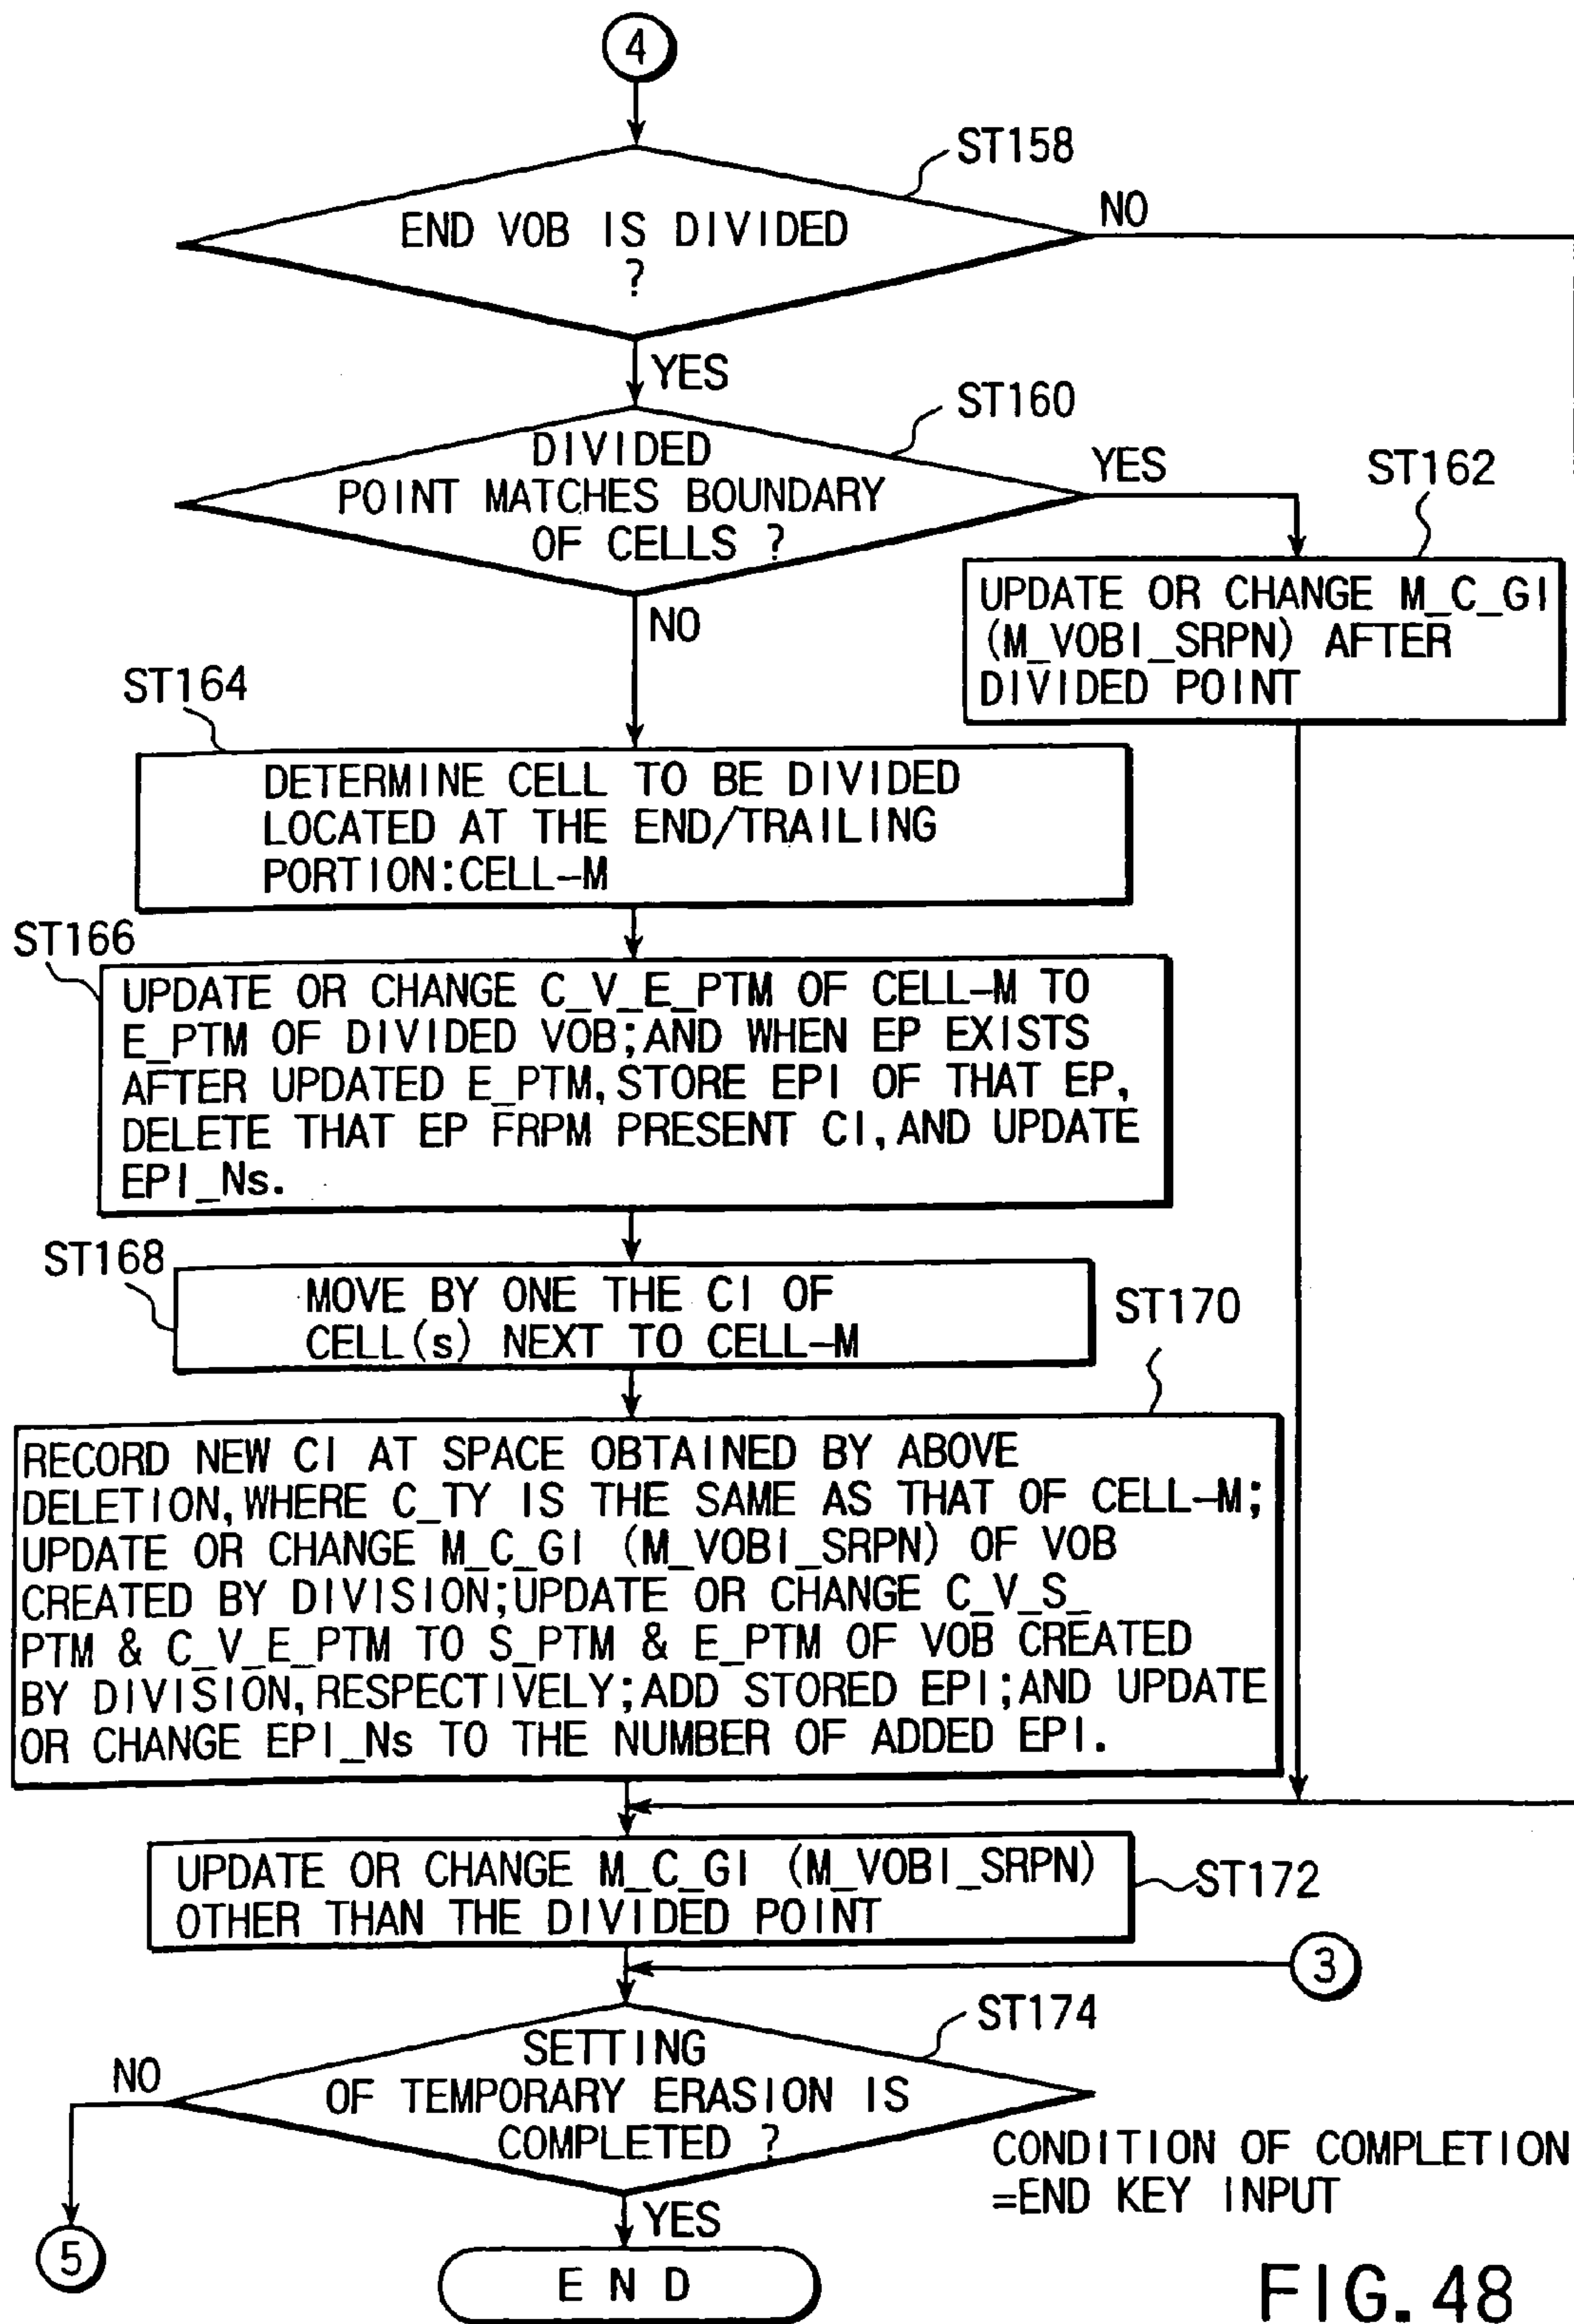 4
ST158
END VOB IS DIVIDED
?
NO
YES
ST160
DIVIDED
POINT MATCHES BOUNDARY
OF CELLS ?
YES
ST162
NO
UPDATE OR CHANGE M_C_GI
(M_VOBI_SRPN) AFTER
DIVIDED POINT
ST164
DETERMINE CELL TO BE DIVIDED
LOCATED AT THE END/TRAILING
PORTION:CELL-M
ST166
UPDATE OR CHANGE C_V_E_PTM OF CELL-M TO
E_PTM OF DIVIDED VOB;AND WHEN EP EXISTS
AFTER UPDATED E_PTM,STORE EPI OF THAT EP,
DELETE THAT EP FRPM PRESENT CI,AND UPDATE
EPI_Ns.
ST168
MOVE BY ONE THE CI OF
CELL(s) NEXT TO CELL-M
ST170
RECORD NEW CI AT SPACE OBTAINED BY ABOVE
DELETION,WHERE C_TY IS THE SAME AS THAT OF CELL-M;
UPDATE OR CHANGE M_C_GI (M_VOBI_SRPN) OF VOB
CREATED BY DIVISION;UPDATE OR CHANGE C_V_S_
PTM & C_V_E_PTM TO S_PTM & E_PTM OF VOB CREATED
BY DIVISION,RESPECTIVELY;ADD STORED EPI;AND UPDATE
OR CHANGE EPI_Ns TO THE NUMBER OF ADDED EPI.
UPDATE OR CHANGE M_C_GI (M_VOBI_SRPN)
OTHER THAN THE DIVIDED POINT
ST172
3
ST174
SETTING
OF TEMPORARY ERASION IS
COMPLETED ?
NO
CONDITION OF COMPLETION
=END KEY INPUT
YES
5
END
FIG. 48